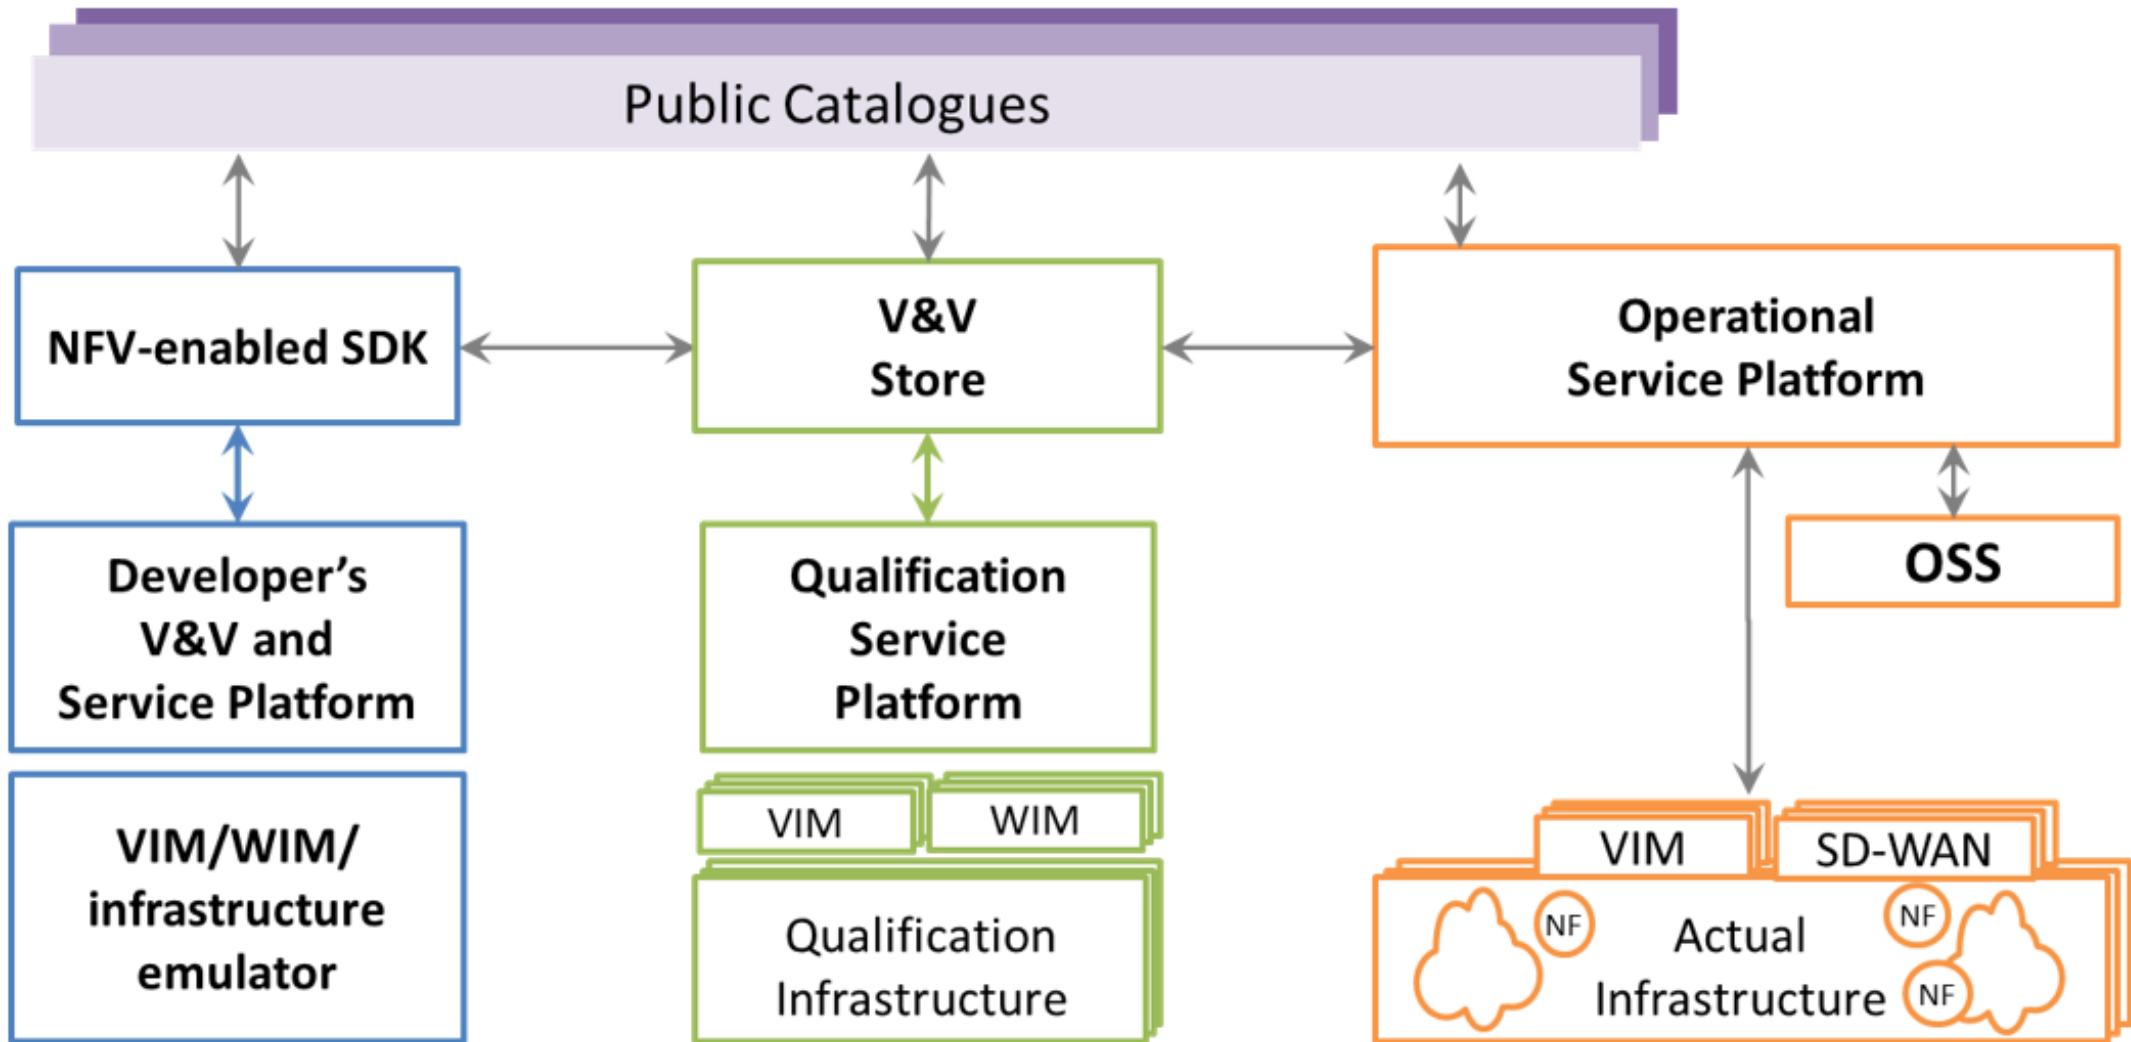 Public Catalogues
NFV-enabled SDK
V&V
Store
Operational
Service Platform
Developer’s
V&V and
Service Platform
Qualification
Service
Platform
OSS
VIM/WIM/
infrastructure
emulator
VIM
WIM
Qualification
Infrastructure
VIM
SD-WAN
NF
Actual
Infrastructure
NF
NF